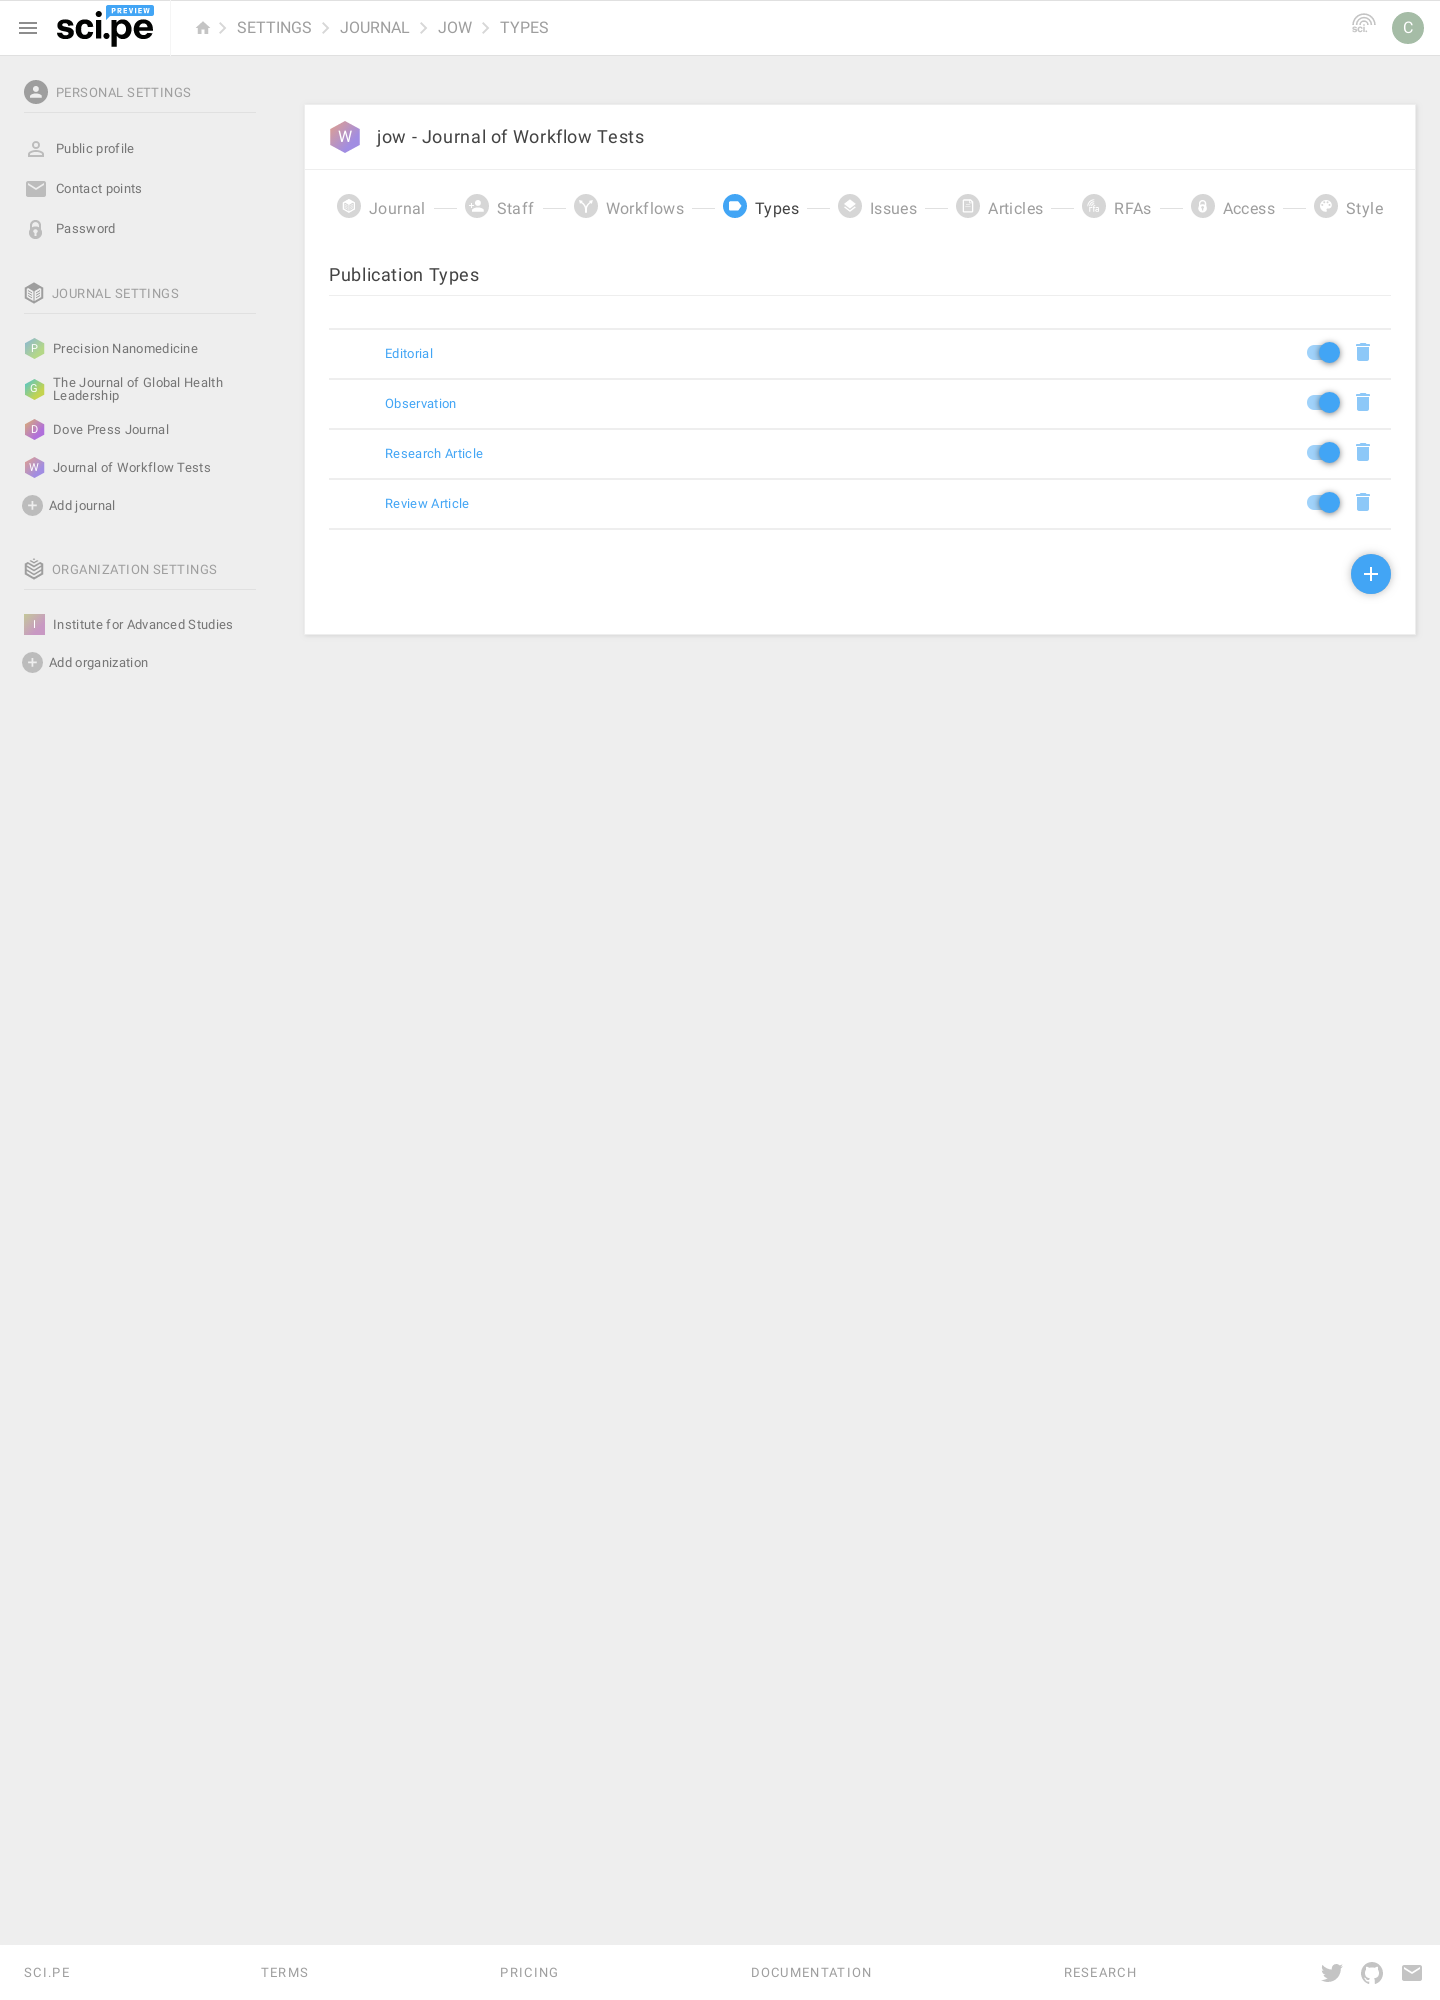 PREVIEW
sci.pe
SETTINGS
JOURNAL
JOW
TYPES
sci.
C
PERSONAL SETTINGS
Public profile
Contact points
Password
JOURNAL SETTINGS
P
Precision Nanomedicine
G
The Journal of Global Health
Leadership
D
Dove Press Journal
W
Journal of Workflow Tests
Add journal
ORGANIZATION SETTINGS
I
Institute for Advanced Studies
Add organization
W
jow - Journal of Workflow Tests
Journal
Staff
Workflows
Types
Issues
Articles
RFAs
Access
Style
Publication Types
Editorial
Observation
Research Article
Review Article
SCI.PE
TERMS
PRICING
DOCUMENTATION
RESEARCH